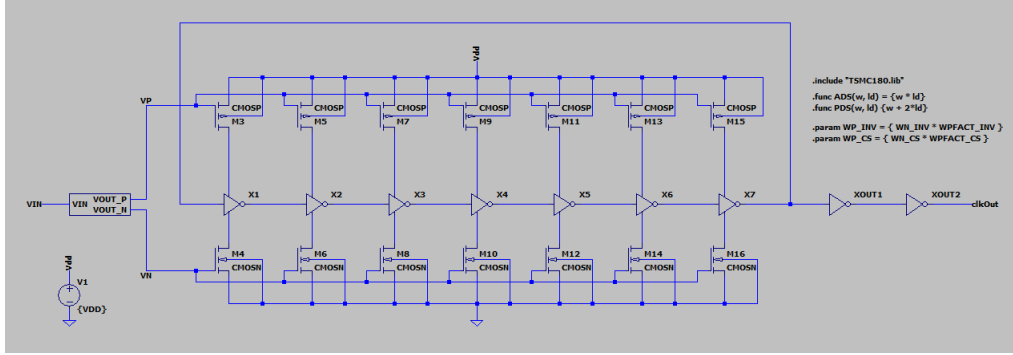 Vdd
.include "TSMC180.lib"
.func ADS(w, ld) = {w * ld}
.func PDS(w, ld) {w + 2*ld}
.param WP_INV = { WN_INV * WPFACT_INV }
.param WP_CS = { WN_CS * WPFACT_CS }
VP
CMOSP CMOSP CMOSP CMOSP CMOSP CMOSP CMOSP
M3 M5 M7 M9 M11 M13 M15
X1 X2 X3 X4 X5 X6 X7 XOUT1 XOUT2
VIN VIN VOUT_P clkOut
VOUT_N
M4 M6 M8 M10 M12 M14 M16
CMOSN CMOSN CMOSN CMOSN CMOSN CMOSN CMOSN
VN
Vdd
V1
{VDD}